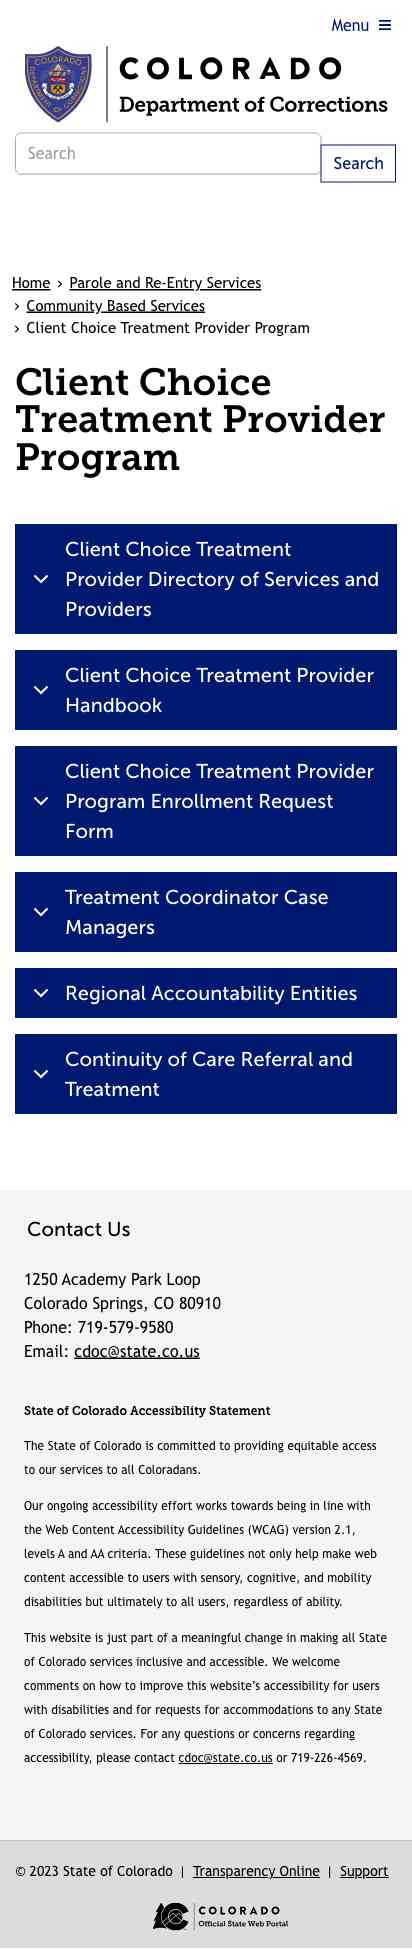 Menu
COLORADO
Department of Corrections
Search
Search
Home › Parole and Re-Entry Services
› Community Based Services
› Client Choice Treatment Provider Program
Client Choice
Treatment Provider
Program
Client Choice Treatment
Provider Directory of Services and
Providers
Client Choice Treatment Provider
Handbook
Client Choice Treatment Provider
Program Enrollment Request
Form
Treatment Coordinator Case
Managers
Regional Accountability Entities
Continuity of Care Referral and
Treatment
Contact Us
1250 Academy Park Loop
Colorado Springs, CO 80910
Phone: 719-579-9580
Email: cdoc@state.co.us
State of Colorado Accessibility Statement
The State of Colorado is committed to providing equitable access
to our services to all Coloradans.
Our ongoing accessibility effort works towards being in line with
the Web Content Accessibility Guidelines (WCAG) version 2.1,
levels A and AA criteria. These guidelines not only help make web
content accessible to users with sensory, cognitive, and mobility
disabilities but ultimately to all users, regardless of ability.
This website is just part of a meaningful change in making all State
of Colorado services inclusive and accessible. We welcome
comments on how to improve this website's accessibility for users
with disabilities and for requests for accommodations to any State
of Colorado services. For any questions or concerns regarding
accessibility, please contact cdoc@state.co.us or 719-226-4569.
© 2023 State of Colorado | Transparency Online | Support
COLORADO
Official State Web Portal